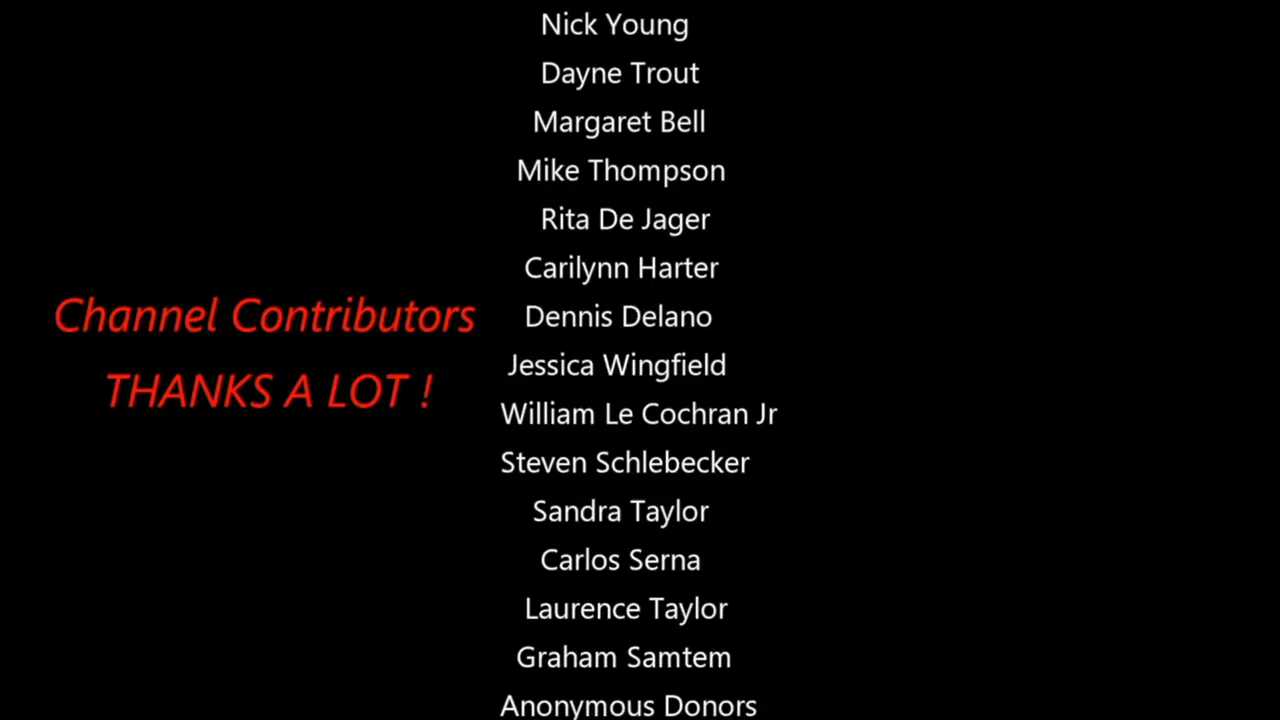 Nick Young
Dayne Trout
Margaret Bell
Mike Thompson
Rita De Jager
Carilynn Harter
Channel Contributors
Dennis Delano
Jessica Wingfield
THANKS A LOT !
William Le Cochran Jr
Steven Schlebecker
Sandra Taylor
Carlos Serna
Laurence Taylor
Graham Samtem
Anonymous Donors